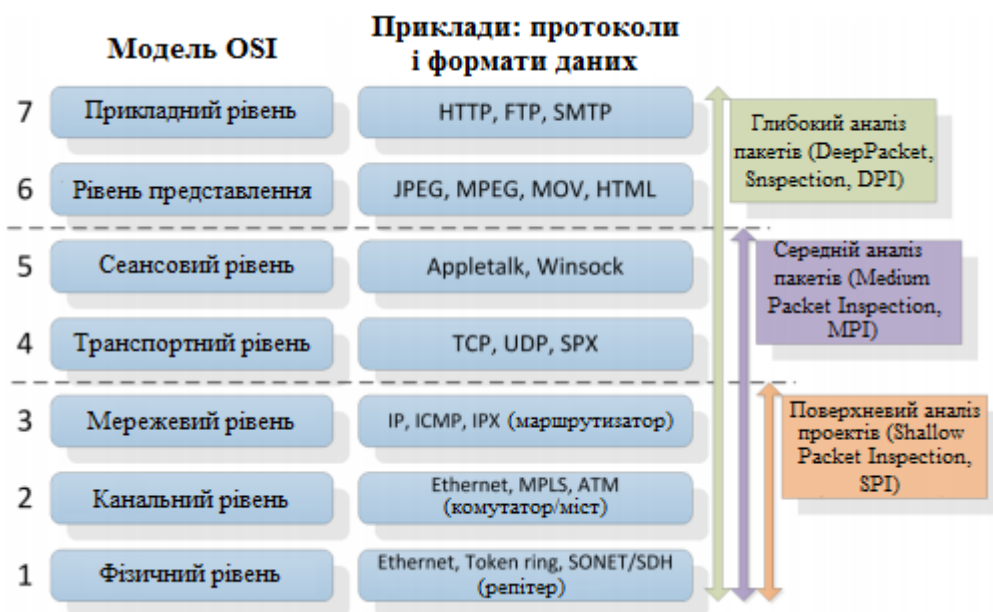 Модель OSI
Приклади: протоколи
і формати даних
7
Прикладний рівень
HTTP, FTP, SMTP
Глибокий аналіз
пакетів (DeepPacket,
Snspection, DPI)
6
Рівень представлення
JPEG, MPEG, MOV, HTML
5
Сеансовий рівень
Appletalk, Winsock
Середній аналіз
пакетів (Medium
Packet Inspection,
MPI)
4
Транспортний рівень
TCP, UDP, SPX
3
Мережевий рівень
IP, ICMP, IPX (маршрутизатор)
Поверхневий аналіз
проектів (Shallow
Packet Inspection,
SPI)
2
Канальний рівень
Ethernet, MPLS, ATM
(комутатор/міст)
1
Фізичний рівень
Ethernet, Token ring, SONET/SDH
(репітер)